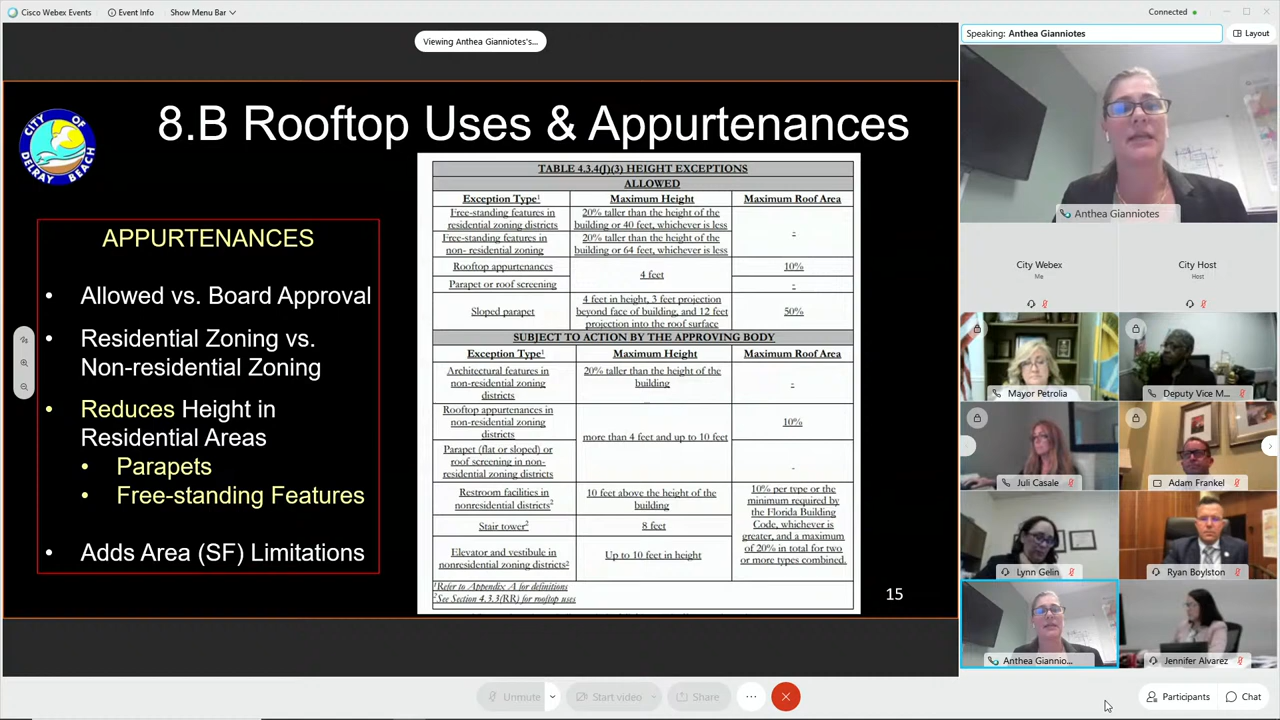 Cisco Webex Events
Event Info
Show Menu Bar
Connected
Viewing Anthea Gianniotes's...
Speaking: Anthea Gianniotes
Layout
CITY OF
DELRAY BEACH
8.B Rooftop Uses & Appurtenances
APPURTENANCES
• Allowed vs. Board Approval
• Residential Zoning vs.
Non-residential Zoning
• Reduces Height in
Residential Areas
• Parapets
• Free-standing Features
• Adds Area (SF) Limitations
TABLE 4.3.4(J)(3) HEIGHT EXCEPTIONS
ALLOWED
Exception Type¹ Maximum Height Maximum Roof Area
Free-standing features in
residential zoning districts
20% taller than the height of the
building or 40 feet, whichever is less
-
Free-standing features in
non- residential zoning
20% taller than the height of the
building or 64 feet, whichever is less
Rooftop appurtenances
4 feet
10%
Parapet or roof screening
-
Sloped parapet
4 feet in height, 3 feet projection
beyond face of building, and 12 feet
projection into the roof surface
50%
SUBJECT TO ACTION BY THE APPROVING BODY
Exception Type¹ Maximum Height Maximum Roof Area
Architectural features in
non-residential zoning
districts
20% taller than the height of the
building
-
Rooftop appurtenances in
non-residential zoning
districts
more than 4 feet and up to 10 feet
10%
Parapet (flat or sloped) or
roof screening in non-
residential zoning districts
-
Restroom facilities in
nonresidential districts²
10 feet above the height of the
building
10% per type or the
minimum required by
the Florida Building
Code, whichever is
greater, and a maximum
of 20% in total for two
or more types combined.
Stair tower²
8 feet
Elevator and vestibule in
nonresidential zoning districts²
Up to 10 feet in height
¹Refer to Appendix A for definitions
²See Section 4.3.3(RR) for rooftop uses
15
Anthea Gianniotes
City Webex
Me
City Host
Host
Mayor Petrolia
Deputy Vice M...
Juli Casale
Adam Frankel
Lynn Gelin
Ryan Boylston
Anthea Giannio...
Jennifer Alvarez
Unmute
Start video
Share
Participants
Chat